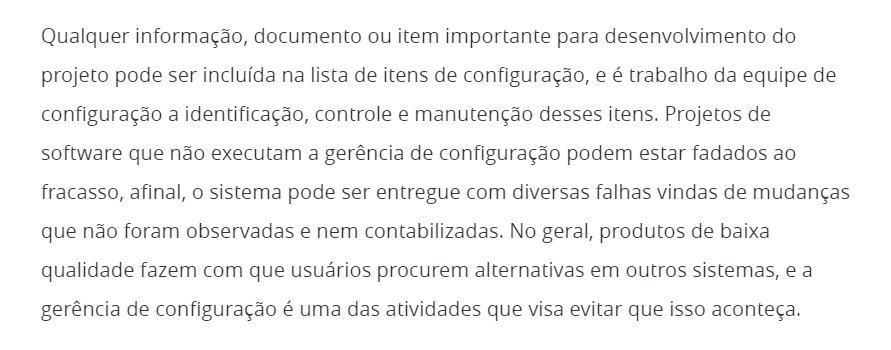 Qualquer informação, documento ou item importante para desenvolvimento do
projeto pode ser incluída na lista de itens de configuração, e é trabalho da equipe de
configuração a identificação, controle e manutenção desses itens. Projetos de
software que não executam a gerência de configuração podem estar fadados ao
fracasso, afinal, o sistema pode ser entregue com diversas falhas vindas de mudanças
que não foram observadas e nem contabilizadas. No geral, produtos de baixa
qualidade fazem com que usuários procurem alternativas em outros sistemas, e a
gerência de configuração é uma das atividades que visa evitar que isso aconteça.